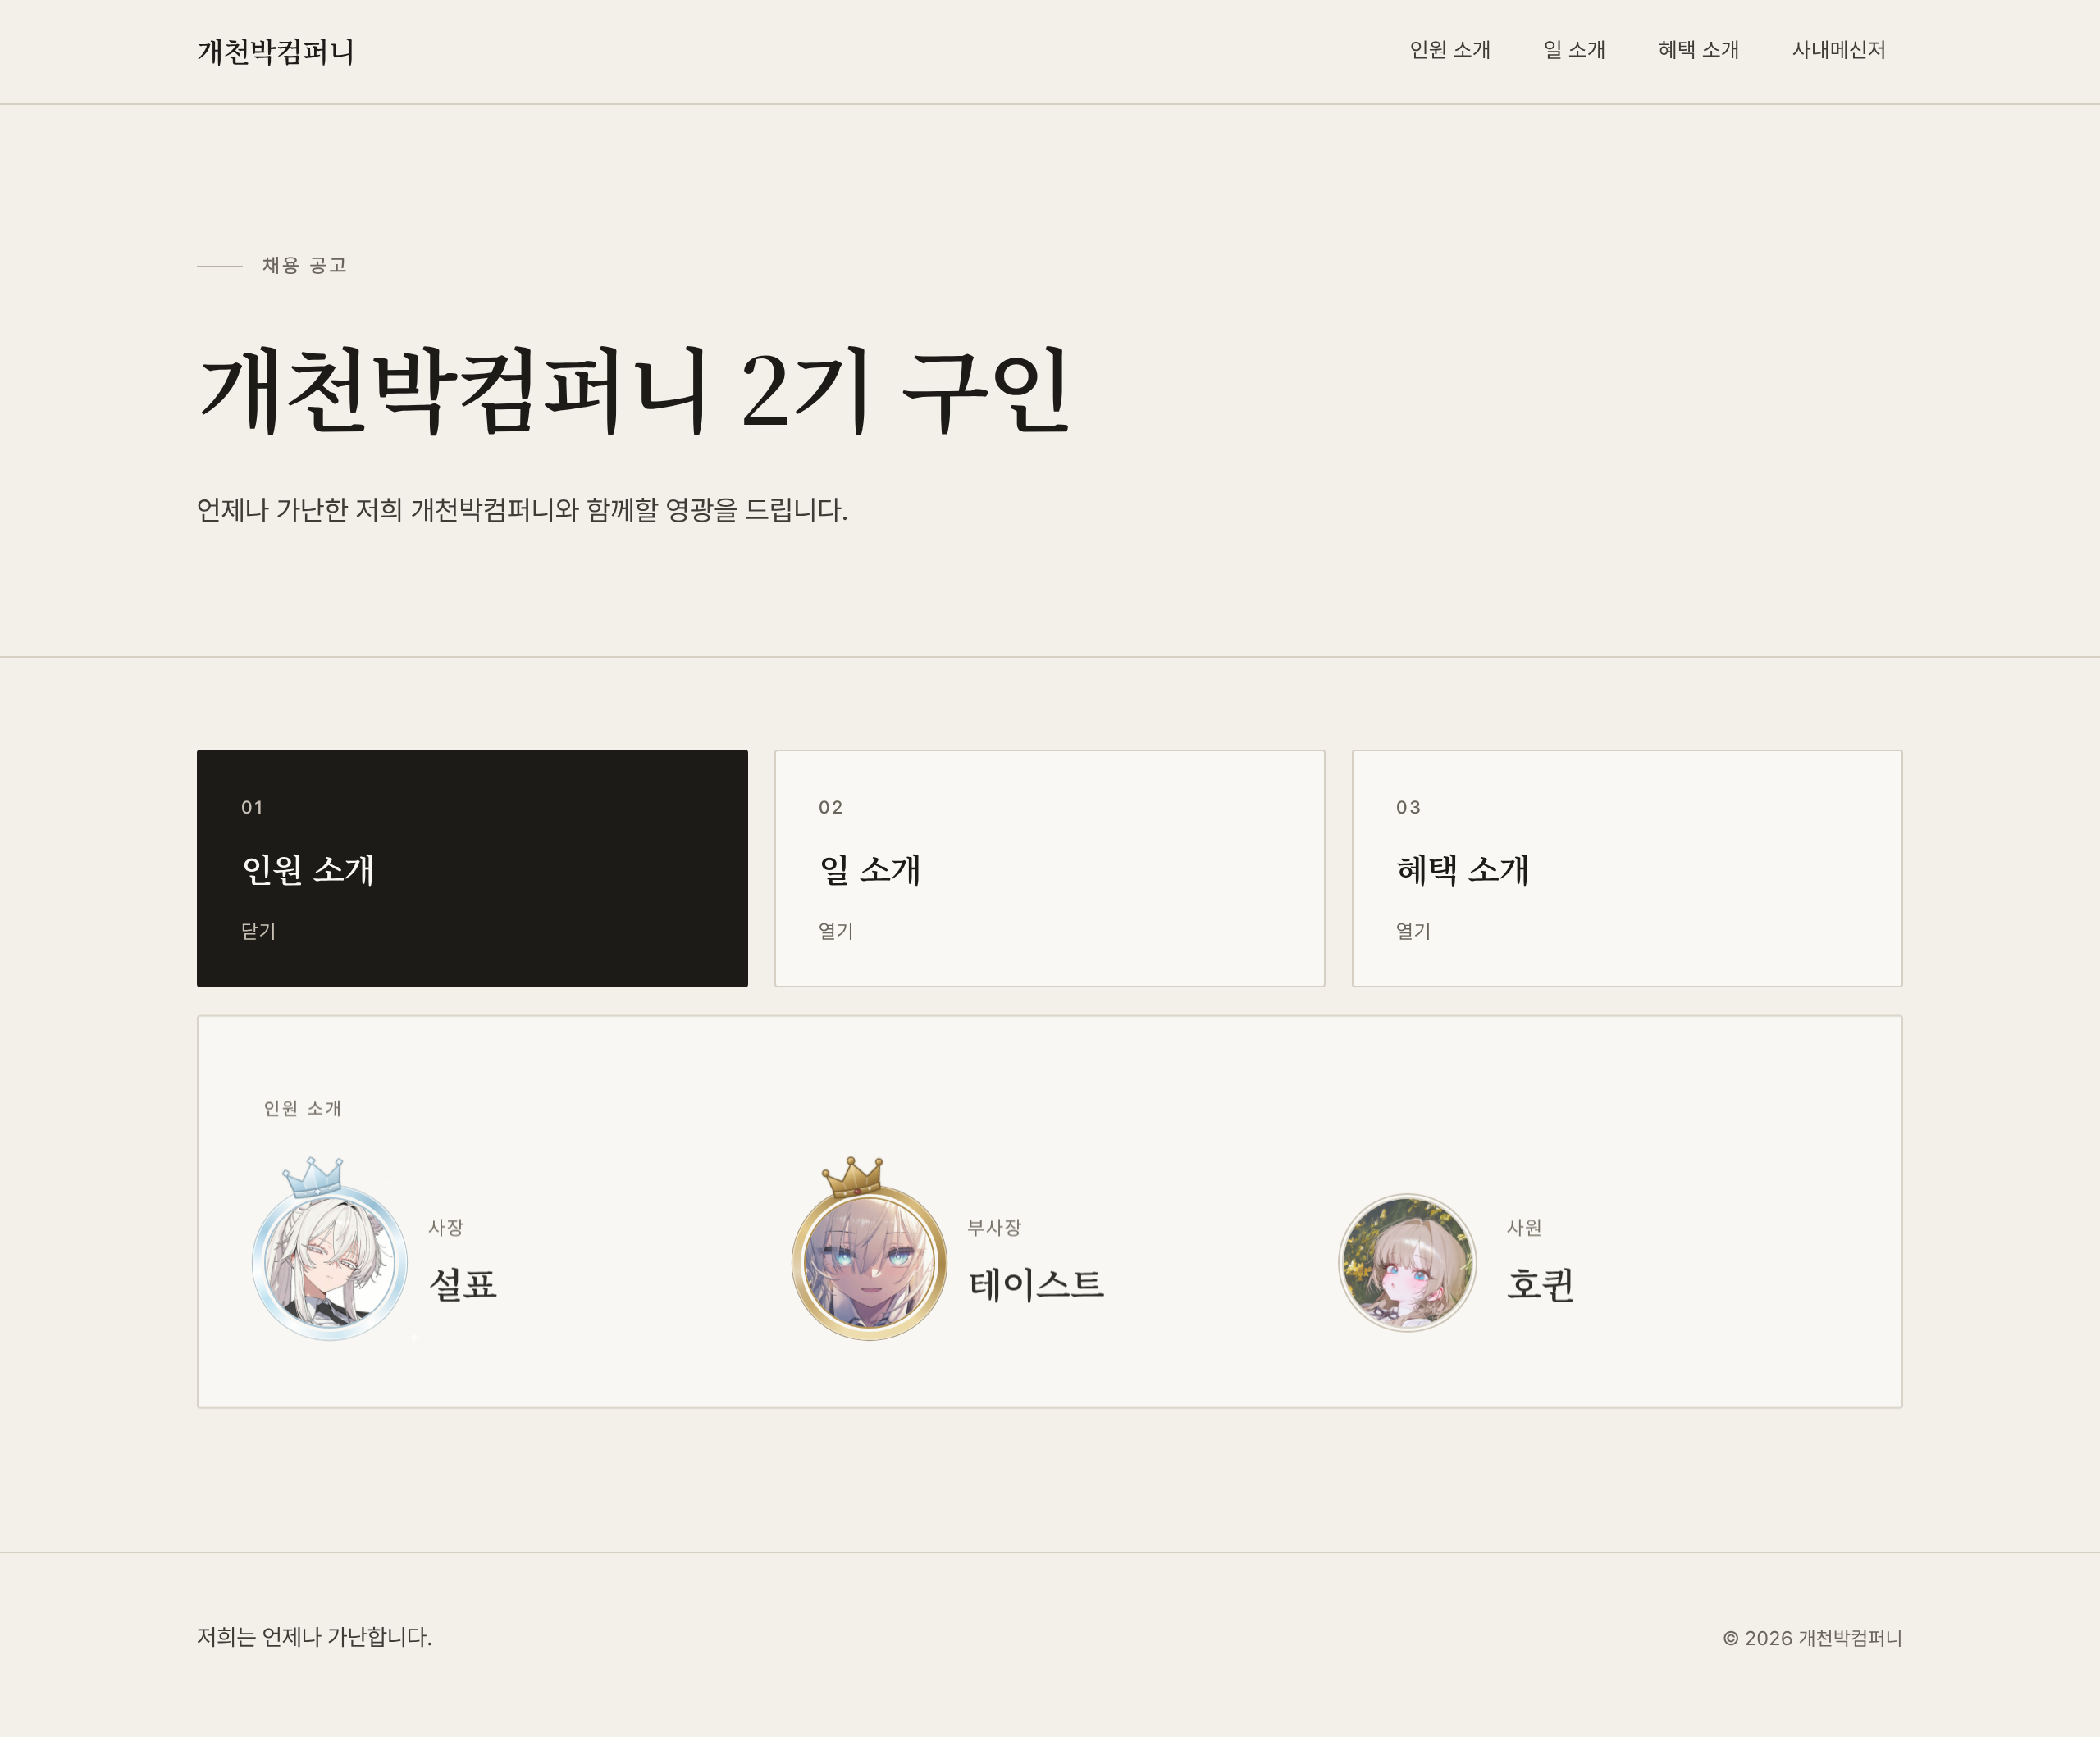 개천박컴퍼니
인원 소개 일 소개 혜택 소개 사내메신저
채용 공고
개천박컴퍼니 2기 구인
언제나 가난한 저희 개천박컴퍼니와 함께할 영광을 드립니다.
01
인원 소개
닫기
02
일 소개
열기
03
혜택 소개
열기
인원 소개
사장
설표
부사장
테이스트
사원
호퀸
저희는 언제나 가난합니다.
© 2026 개천박컴퍼니